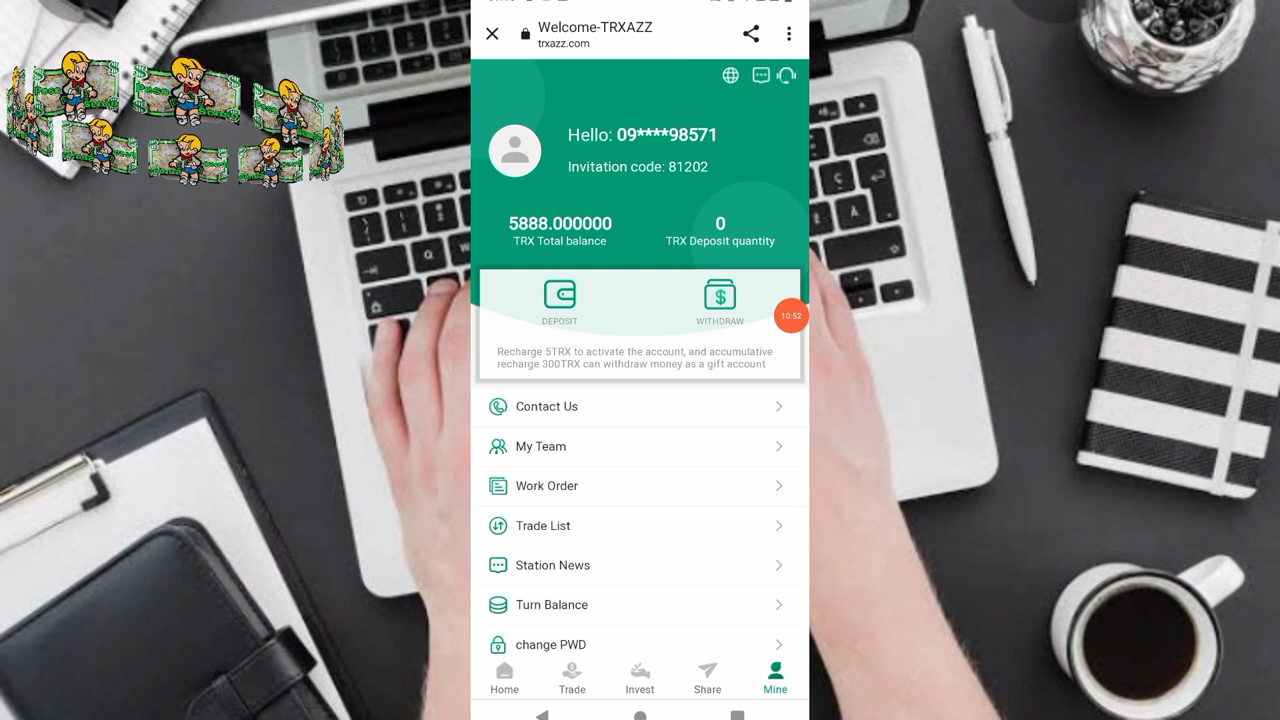 Welcome-TRXAZZ
trxazz.com
Hello: 09****98571
Invitation code: 81202
5888.000000
0
TRX Total balance
TRX Deposit quantity
DEPOSIT
WITHDRAW
10:52
Recharge 5TRX to activate the account, and accumulative
recharge 300TRX can withdraw money as a gift account
Contact Us
My Team
Work Order
Trade List
Station News
Turn Balance
change PWD
Home
Trade
Invest
Share
Mine